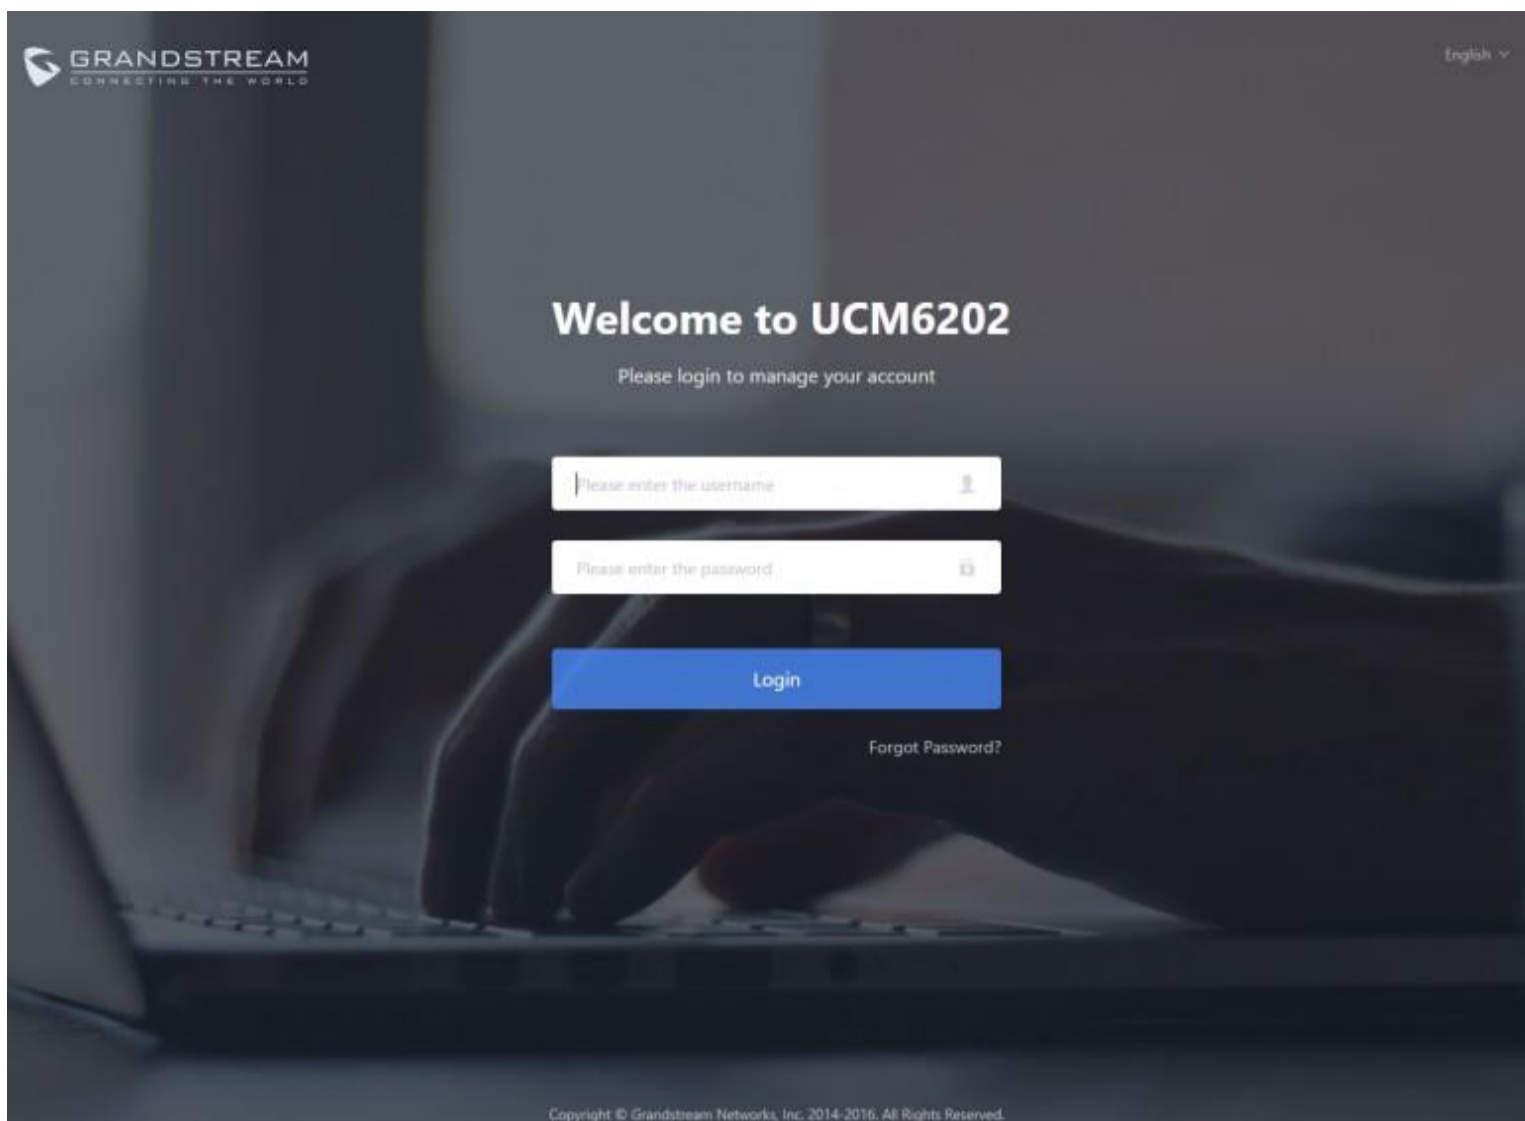 GRANDSTREAM
CONNECTING THE WORLD
English
Welcome to UCM6202
Please login to manage your account
Please enter the username
Please enter the password
Login
Forgot Password?
Copyright © Grandstream Networks, Inc. 2014-2016. All Rights Reserved.